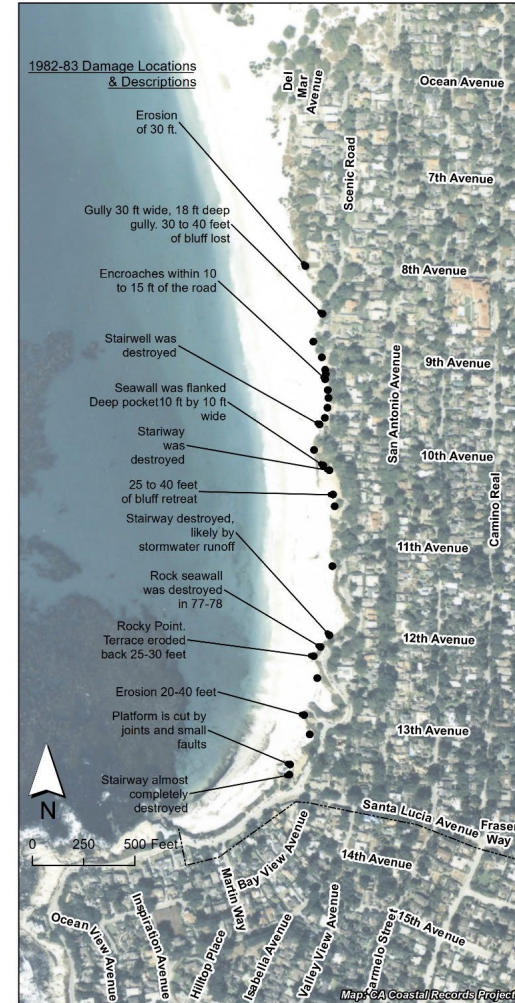 1982-83 Damage Locations
& Descriptions
Erosion
of 30 ft.
Gully 30 ft wide, 18 ft deep
gully. 30 to 40 feet
of bluff lost
Encroaches within 10
to 15 ft of the road
Stairwell was
destroyed
Seawall was flanked
Deep pocket10 ft by 10 ft
wide
Stariway
was
destroyed
25 to 40 feet
of bluff retreat
Stairway destroyed,
likely by
stormwater runoff
Rock seawall
was destroyed
in 77-78
Rocky Point.
Terrace eroded
back 25-30 feet
Erosion 20-40 feet
Platform is cut by
joints and small
faults
Stairway almost
completely
destroyed
N
0 250 500 Feet
Del
Mar
Avenue
Scenic Road
San Antonio Avenue
Camino Real
Ocean Avenue
7th Avenue
8th Avenue
9th Avenue
10th Avenue
11th Avenue
12th Avenue
13th Avenue
Santa Lucia Avenue
Fraser
Way
14th Avenue
15th Avenue
Bay View Avenue
Martin Way
Ocean View Avenue
Inspiration Avenue
Hilltop Place
Isabella Avenue
Valley View Avenue
Carmelo Street
Map: CA Coastal Records Project